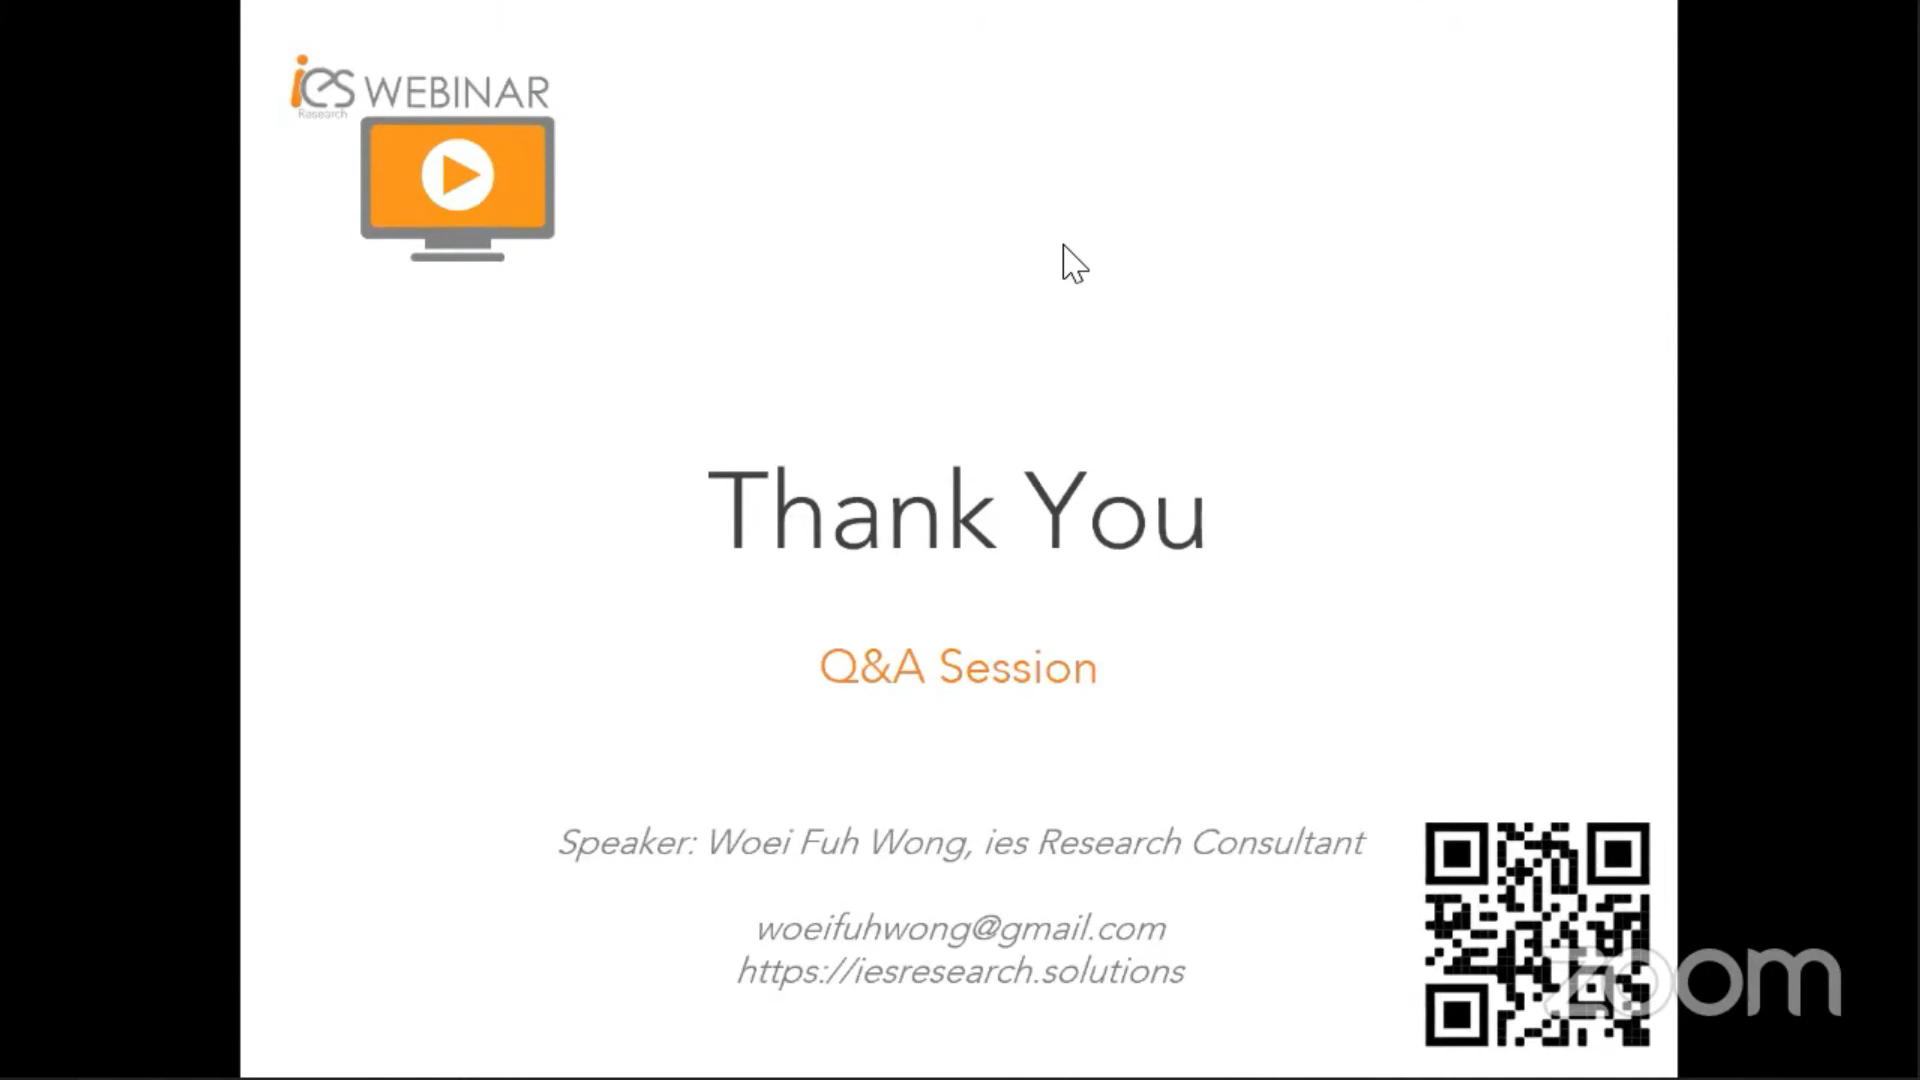 ies WEBINAR
Research
Thank You
Q&A Session
Speaker: Woei Fuh Wong, ies Research Consultant
woeifuhwong@gmail.com
https://iesresearch.solutions
zoom